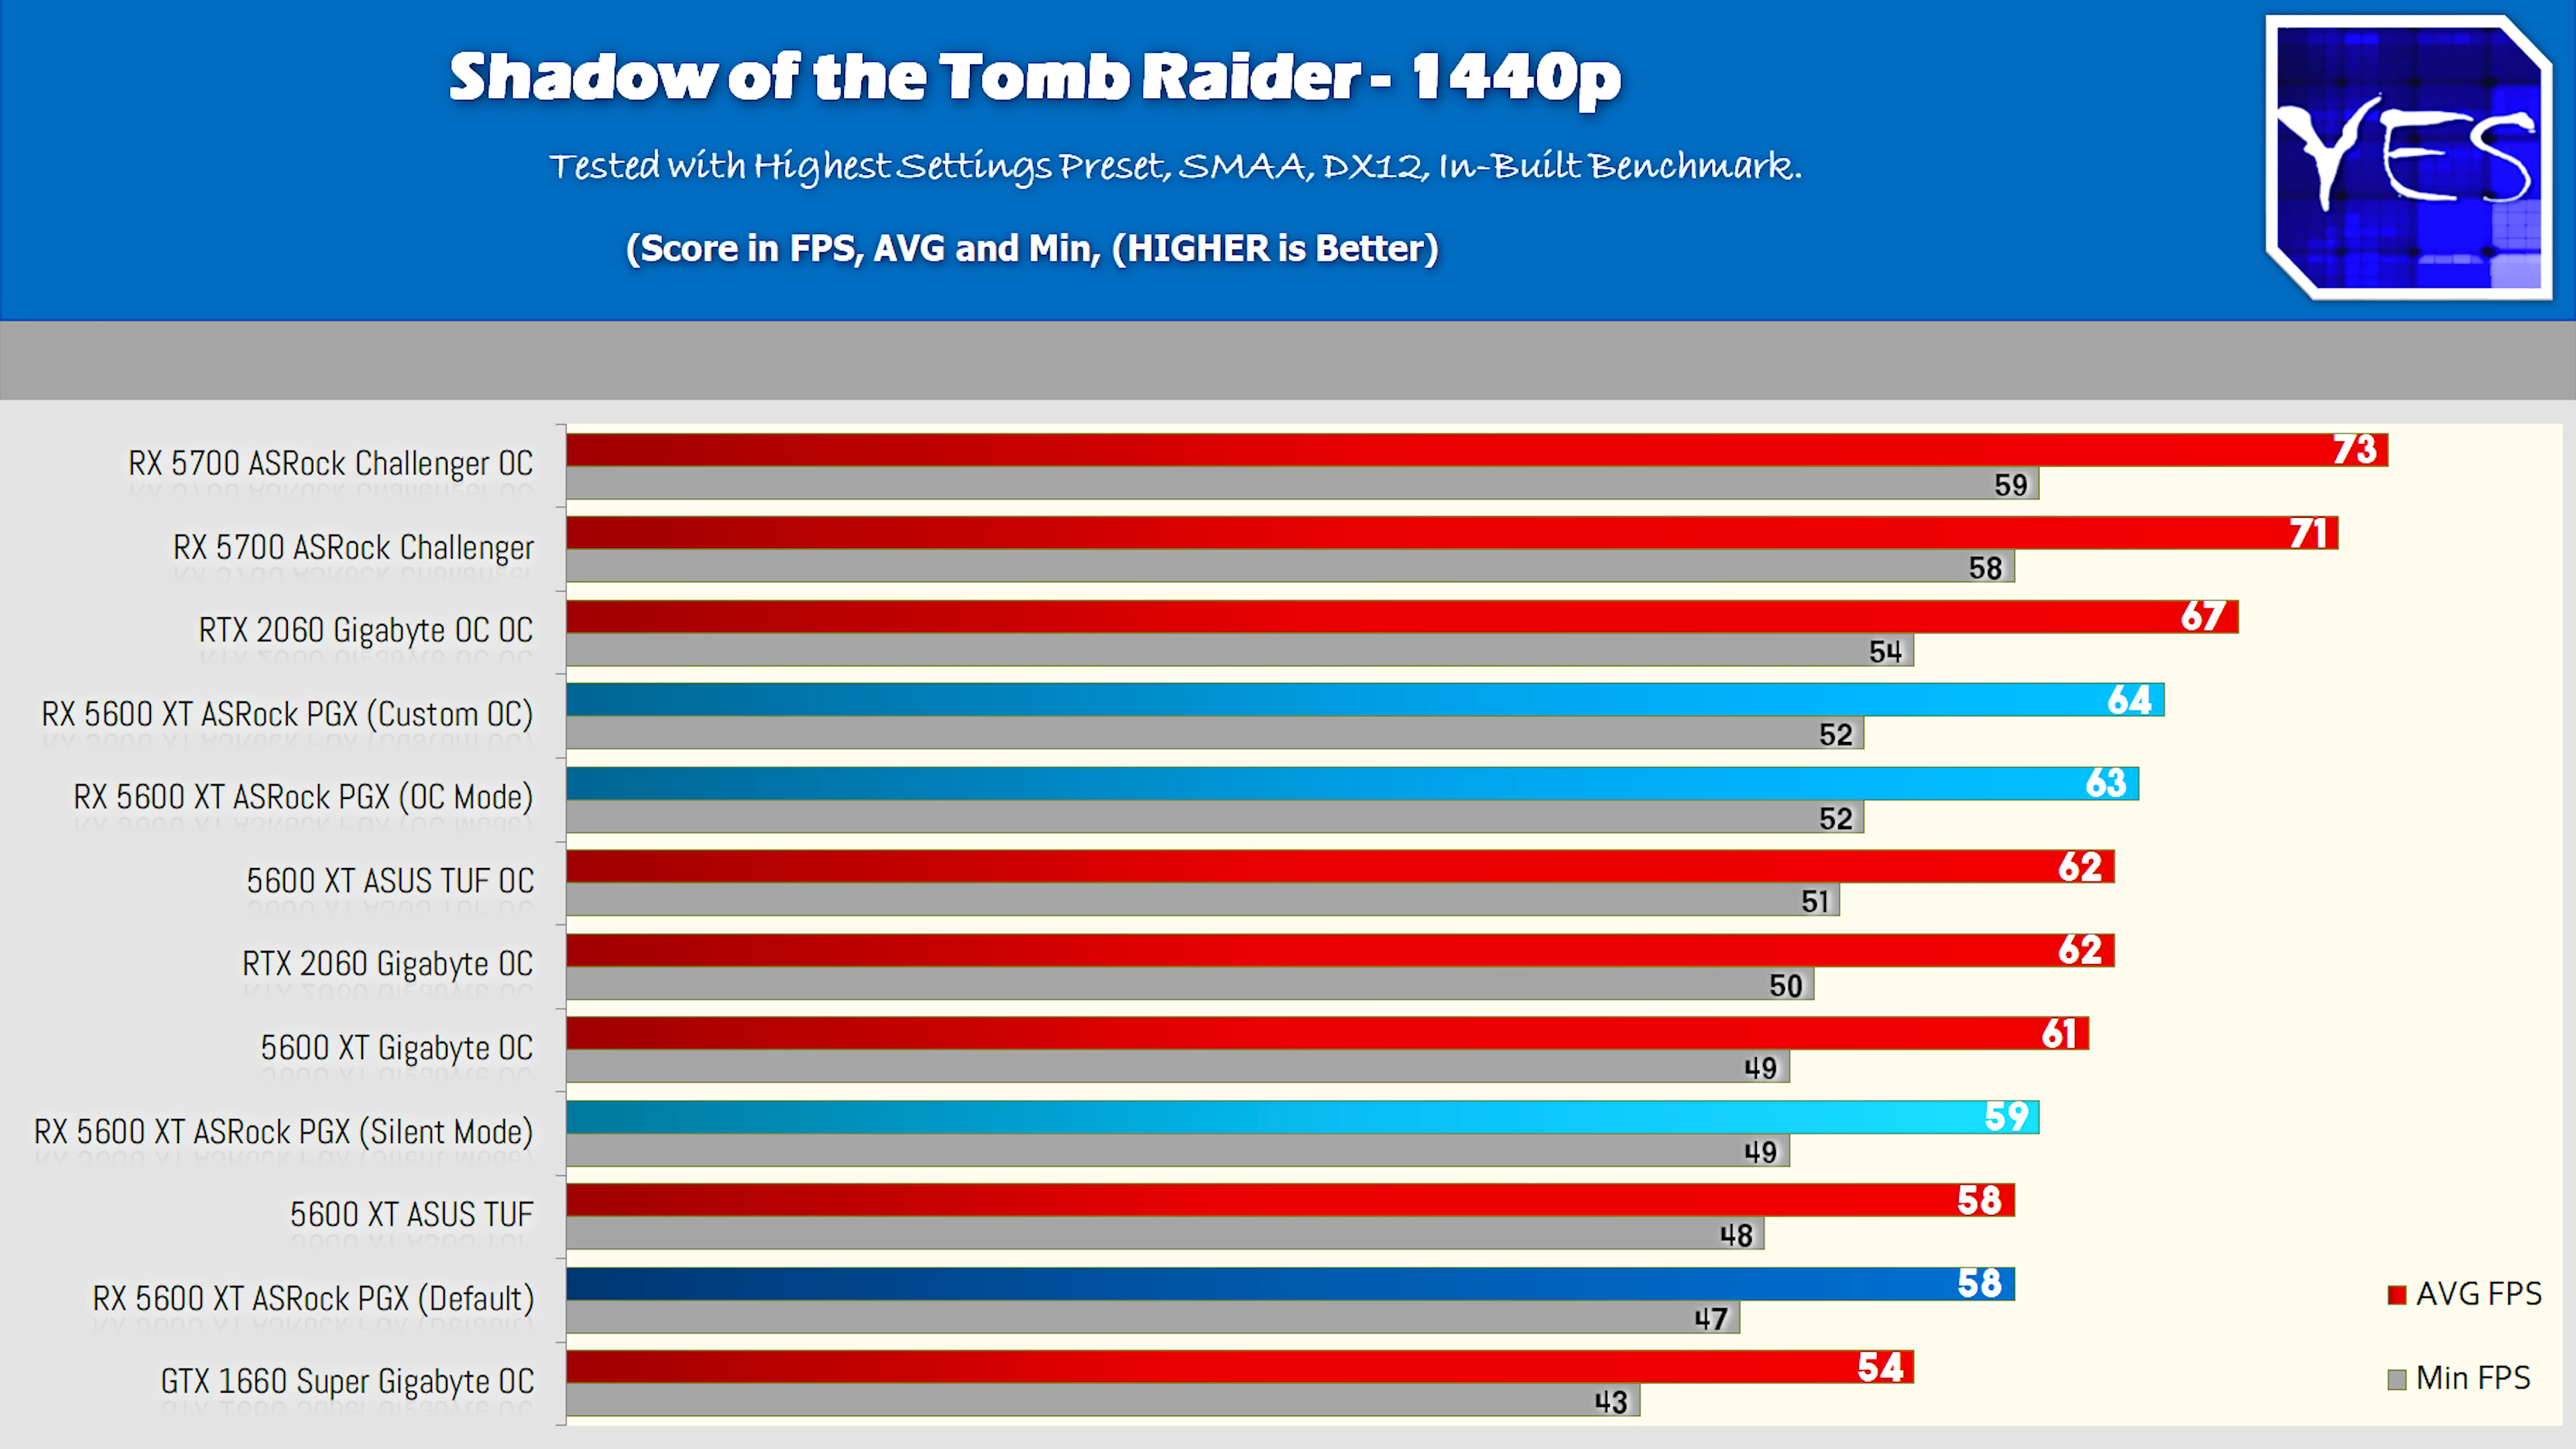 Shadow of the Tomb Raider - 1440p
Tested with Highest Settings Preset, SMAA, DX12, In-Built Benchmark.
(Score in FPS, AVG and Min, (HIGHER is Better)
YES
RX 5700 ASRock Challenger OC
73
59
RX 5700 ASRock Challenger
71
58
RTX 2060 Gigabyte OC OC
67
54
RX 5600 XT ASRock PGX (Custom OC)
64
52
RX 5600 XT ASRock PGX (OC Mode)
63
52
5600 XT ASUS TUF OC
62
51
RTX 2060 Gigabyte OC
62
50
5600 XT Gigabyte OC
61
49
RX 5600 XT ASRock PGX (Silent Mode)
59
49
5600 XT ASUS TUF
58
48
RX 5600 XT ASRock PGX (Default)
58
47
GTX 1660 Super Gigabyte OC
54
43
AVG FPS
Min FPS